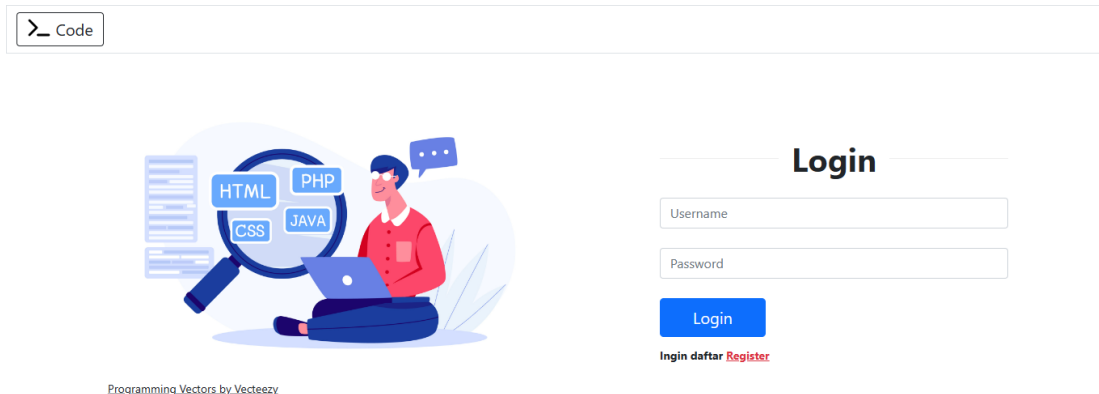 Code
HTML
PHP
CSS
JAVA
Programming Vectors by Vecteezy
Login
Username
Password
Login
Ingin daftar Register